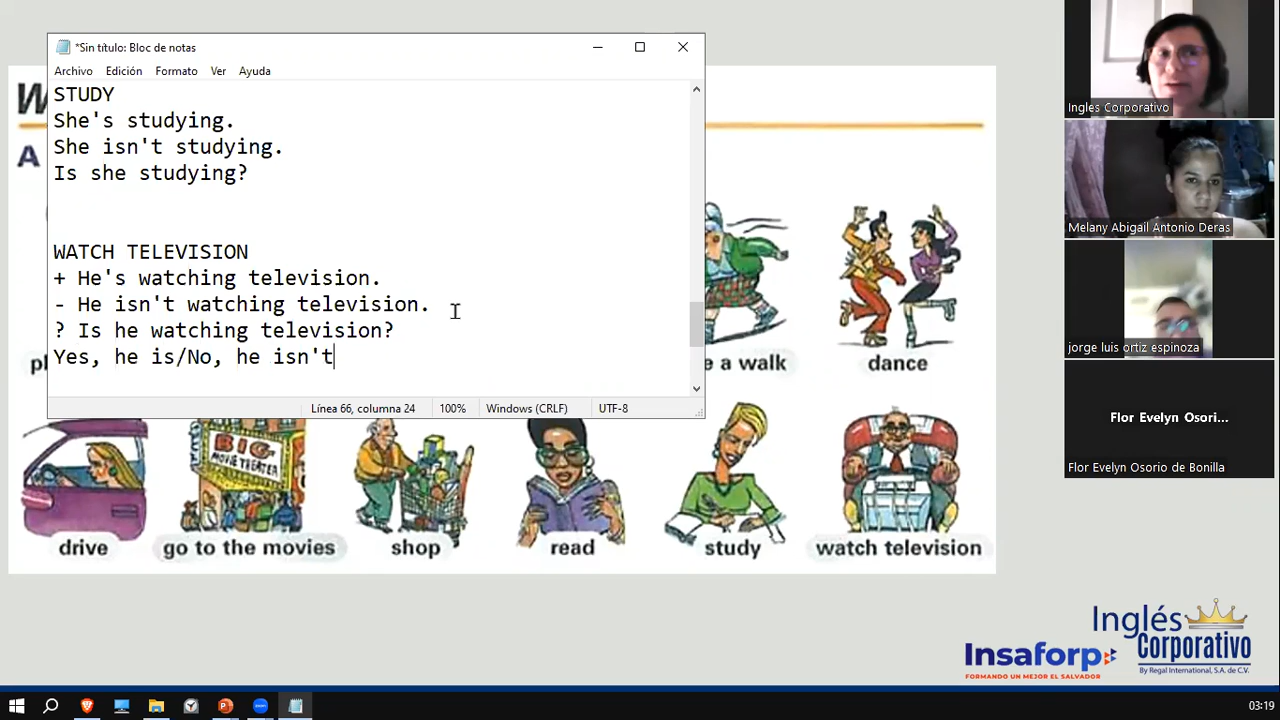 *Sin título: Bloc de notas
Archivo Edición Formato Ver Ayuda
STUDY
She's studying.
She isn't studying.
Is she studying?
WATCH TELEVISION
+ He's watching television.
- He isn't watching television.
? Is he watching television?
Yes, he is/No, he isn't
Línea 66, columna 24 100% Windows (CRLF) UTF-8
W
A
pl
e a walk
dance
BIG
MOVIE THEATER
drive
go to the movies
shop
read
study
watch television
Ingles Corporativo
Melany Abigail Antonio Deras
jorge luis ortiz espinoza
Flor Evelyn Osori...
Flor Evelyn Osorio de Bonilla
Insaforp
FORMANDO UN MEJOR EL SALVADOR
Inglés
Corporativo
By Regal International, S.A. de C.V.
03:19